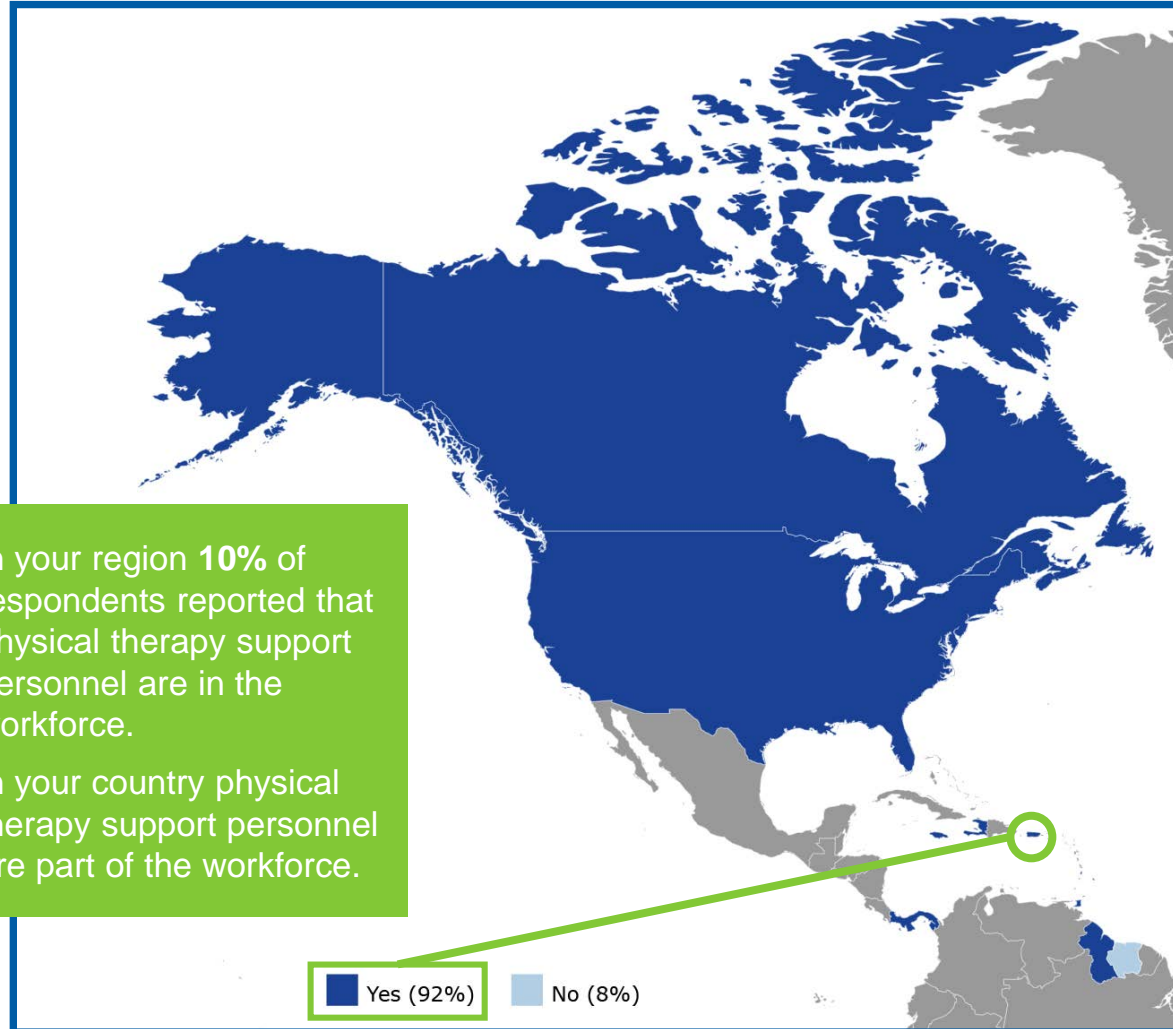 n your region 10% of
espondents reported that
hysical therapy support
ersonnel are in the
orkforce.
n your country physical
herapy support personnel
re part of the workforce.
Yes (92%)
No (8%)